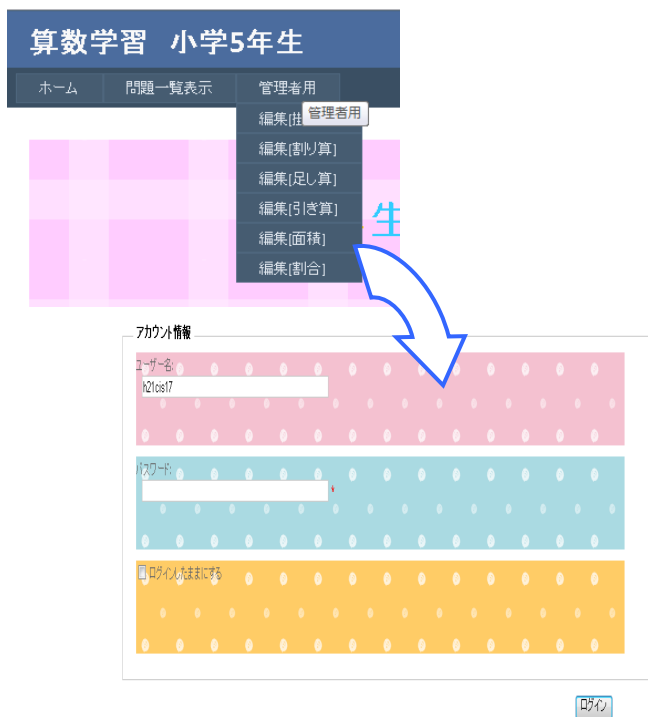 算数学習 小学5年生
ホーム 問題一覧表示 管理者用
編集[掛
管理者用
編集[割り算]
編集[足し算]
編集[引き算]
編集[面積]
編集[割合]
生
アカウント情報
ユーザー名:
h21cis17
パスワード:
*
ログインしたままにする
ログイン